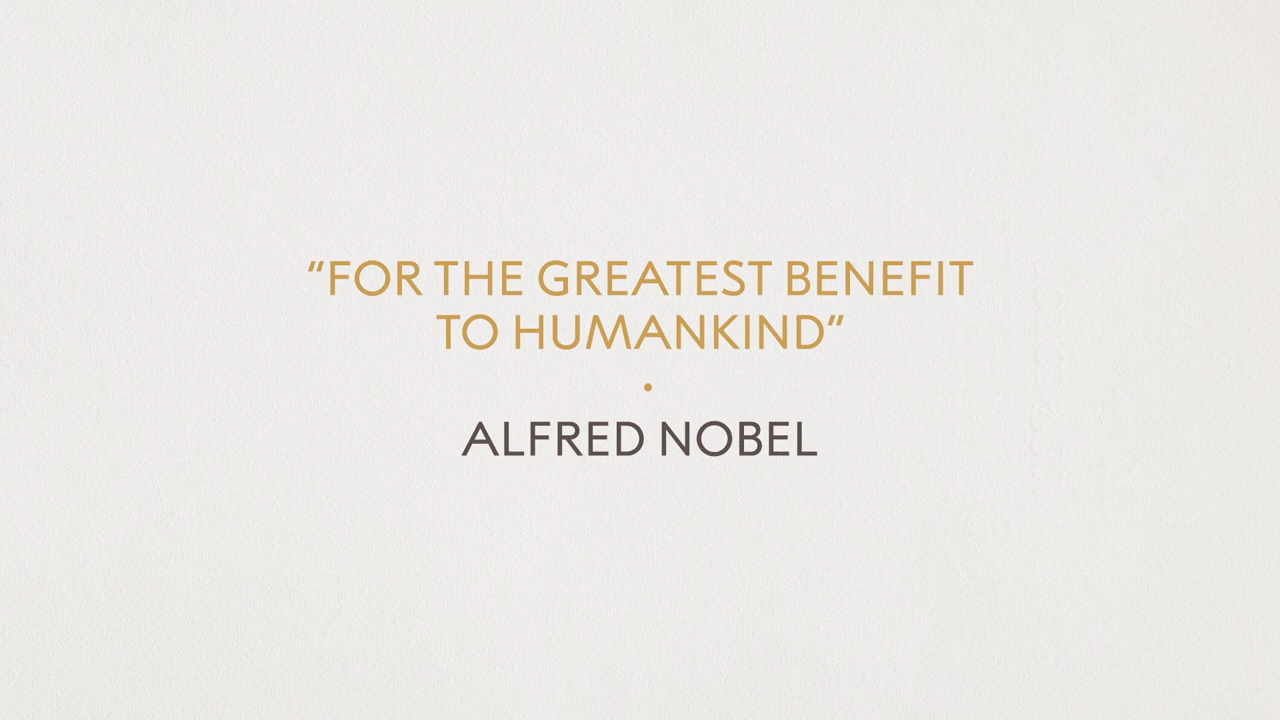 “FOR THE GREATEST BENEFIT
TO HUMANKIND”
•
ALFRED NOBEL